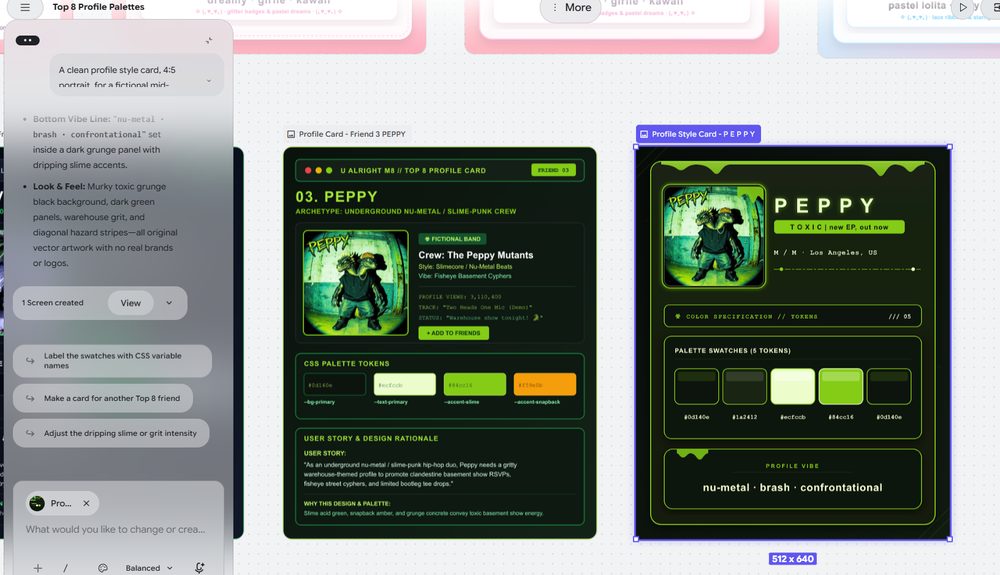 Top 8 Profile Palettes
More
· glitter badges & pastel dreams ·
pastel lolita
A clean profile style card, 4:5
portrait, for a fictional mid-
Bottom Vibe Line: "nu-metal ·
brash · confrontational" set
inside a dark grunge panel with
dripping slime accents.
Look & Feel: Murky toxic grunge
black background, dark green
panels, warehouse grit, and
diagonal hazard stripes—all original
vector artwork with no real brands
or logos.
1 Screen created
View
Label the swatches with CSS variable
names
Make a card for another Top 8 friend
Adjust the dripping slime or grit intensity
Pro...
What would you like to change or crea...
Balanced
Profile Card - Friend 3 PEPPY
U ALRIGHT M8 // TOP 8 PROFILE CARD
FRIEND 03
03. PEPPY
ARCHETYPE: UNDERGROUND NU-METAL / SLIME-PUNK CREW
PEPPY
FICTIONAL BAND
Crew: The Peppy Mutants
Style: Slimecore / Nu-Metal Beats
Vibe: Fisheye Basement Cyphers
PROFILE VIEWS: 3,110,400
TRACK: "Two Heads One Mic (Demo)"
STATUS: "Warehouse show tonight! 🐊"
+ ADD TO FRIENDS
CSS PALETTE TOKENS
#0d140e
#ecfccb
#84cc16
#f59e0b
--bg-primary
--text-primary
--accent-slime
--accent-snapback
USER STORY & DESIGN RATIONALE
USER STORY:
"As an underground nu-metal / slime-punk hip-hop duo, Peppy needs a gritty
warehouse-themed profile to promote clandestine basement show RSVPs,
fisheye street cyphers, and limited bootleg tee drops."
WHY THIS DESIGN & PALETTE:
Slime acid green, snapback amber, and grunge concrete convey toxic basement show energy.
Profile Style Card - P E P P Y
PEPPY
P E P P Y
T O X I C | new EP, out now
M / M · Los Angeles, US
COLOR SPECIFICATION // TOKENS
/// 05
PALETTE SWATCHES (5 TOKENS)
#0d140e
#1a2412
#ecfccb
#84cc16
#0d140e
PROFILE VIBE
nu-metal · brash · confrontational
512 x 640